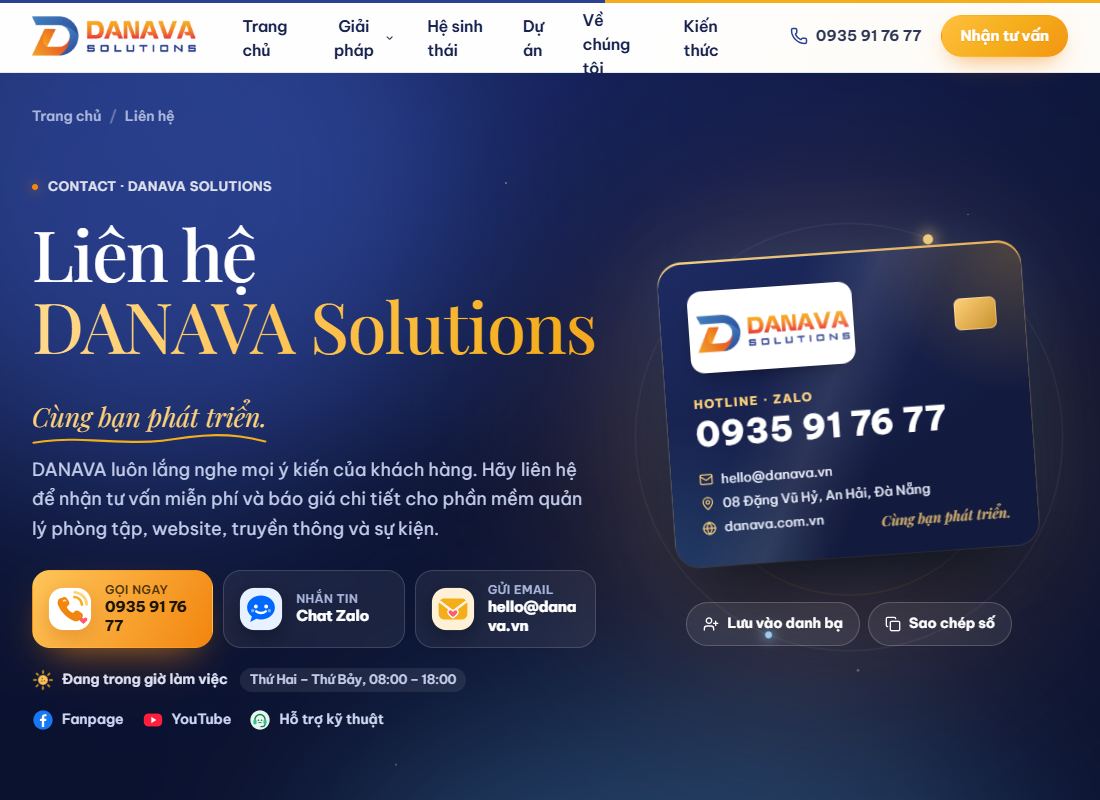 DANAVA
SOLUTIONS
Trang chủ
Giải pháp
Hệ sinh thái
Dự án
Về chúng tôi
Kiến thức
0935 91 76 77
Nhận tư vấn
Trang chủ / Liên hệ
CONTACT · DANAVA SOLUTIONS
Liên hệ
DANAVA Solutions
Cùng bạn phát triển.
DANAVA luôn lắng nghe mọi ý kiến của khách hàng. Hãy liên hệ
để nhận tư vấn miễn phí và báo giá chi tiết cho phần mềm quản
lý phòng tập, website, truyền thông và sự kiện.
GỌI NGAY
0935 91 76
77
NHẮN TIN
Chat Zalo
GỬI EMAIL
hello@dana
va.vn
Đang trong giờ làm việc
Thứ Hai – Thứ Bảy, 08:00 – 18:00
Fanpage
YouTube
Hỗ trợ kỹ thuật
DANAVA
SOLUTIONS
HOTLINE · ZALO
0935 91 76 77
hello@danava.vn
08 Đặng Vũ Hỷ, An Hải, Đà Nẵng
danava.com.vn
Cùng bạn phát triển.
Lưu vào danh bạ
Sao chép số